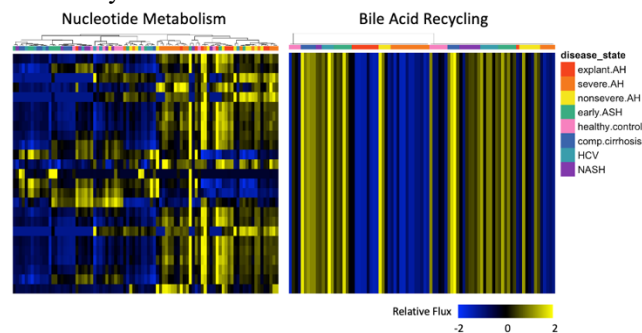 Nucleotide Metabolism
Bile Acid Recycling
disease_state
explant.AH
severe.AH
nonsevere.AH
early.ASH
healthy.control
comp.cirrhosis
HCV
NASH
Relative Flux
-2 0 2